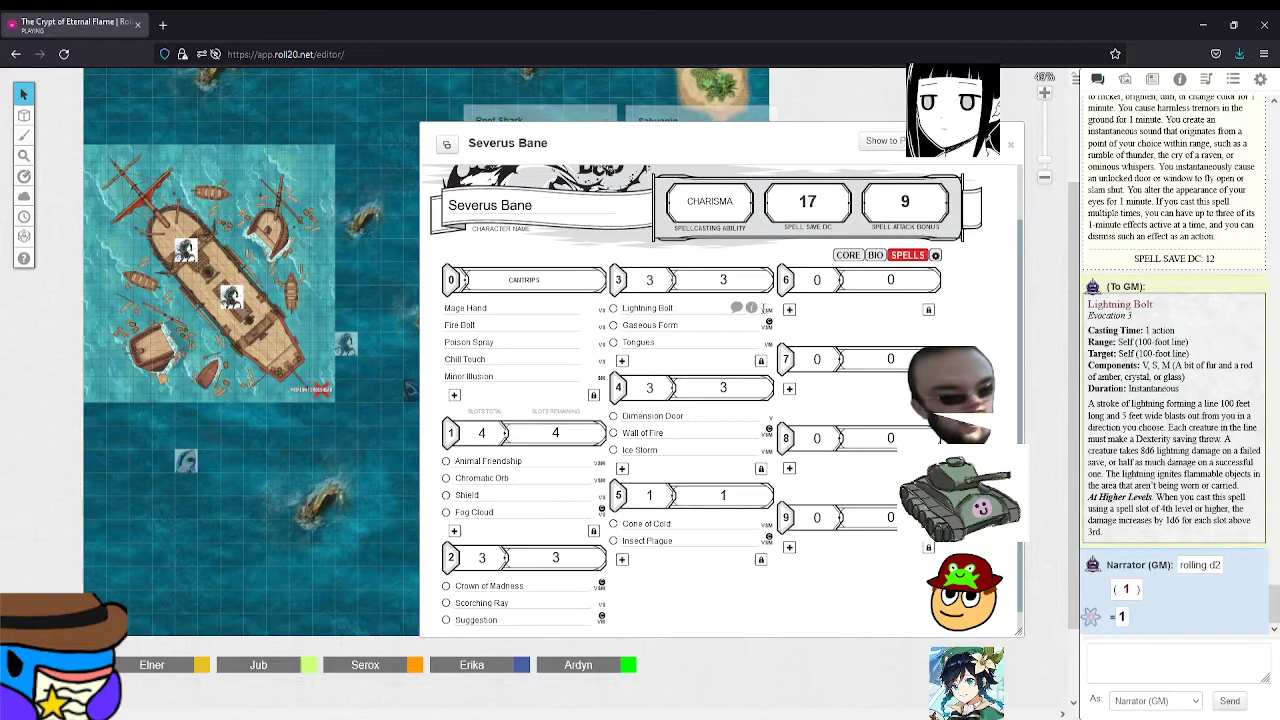 The Crypt of Eternal Flame | Rol
PLAYING
https://app.roll20.net/editor/
49%
Reef Shark
Sahuagin
Severus Bane
Show to P
Severus Bane
CHARACTER NAME
CHARISMA
17
9
SPELLCASTING ABILITY
SPELL SAVE DC
SPELL ATTACK BONUS
CORE
BIO
SPELLS
0
CANTRIPS
Mage Hand
Fire Bolt
Poison Spray
Chill Touch
Minor Illusion
SLOTS TOTAL
SLOTS REMAINING
1 4 4
Animal Friendship
Chromatic Orb
Shield
Fog Cloud
2 3 3
Crown of Madness
Scorching Ray
Suggestion
3 3 3
Lightning Bolt
Gaseous Form
Tongues
4 3 3
Dimension Door
Wall of Fire
Ice Storm
5 1 1
Cone of Cold
Insect Plague
6 0 0
7 0 0
8 0 0
9 0 0
Elner
Jub
Serox
Erika
Ardyn
to flicker, brighten, dim, or change color for 1
minute. You cause harmless tremors in the
ground for 1 minute. You create an
instantaneous sound that originates from a
point of your choice within range, such as a
rumble of thunder, the cry of a raven, or
ominous whispers. You instantaneously cause
an unlocked door or window to fly open or
slam shut. You alter the appearance of your
eyes for 1 minute. If you cast this spell
multiple times, you can have up to three of its
1-minute effects active at a time, and you
can dismiss such an effect as an action.
SPELL SAVE DC: 12
(To GM):
Lightning Bolt
Evocation 3
Casting Time: 1 action
Range: Self (100-foot line)
Target: Self (100-foot line)
Components: V, S, M (A bit of fur and a rod
of amber, crystal, or glass)
Duration: Instantaneous
A stroke of lightning forming a line 100 feet
long and 5 feet wide blasts out from you in a
direction you choose. Each creature in the
line must make a Dexterity saving throw. A
creature takes 8d6 lightning damage on a failed
save, or half as much damage on a successful
one. The lightning ignites flammable objects in
the area that aren't being worn or carried.
At Higher Levels. When you cast this spell
using a spell slot of 4th level or higher, the
damage increases by 1d6 for each slot above
3rd.
Narrator (GM): rolling d2
( 1 )
= 1
As: Narrator (GM)
Send